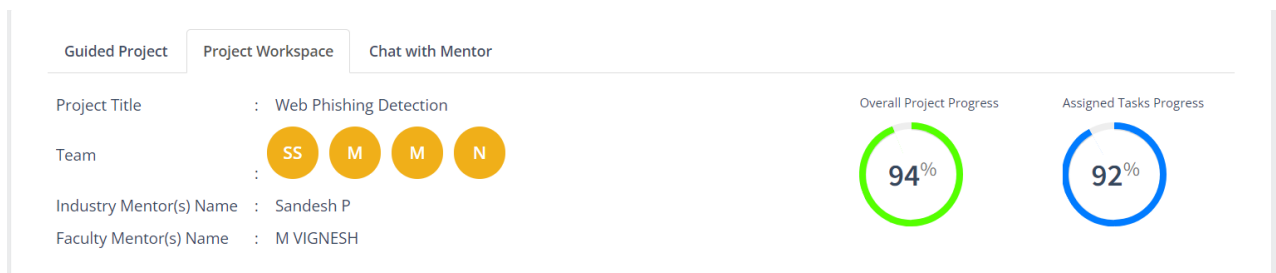 Guided Project Project Workspace Chat with Mentor
Project Title : Web Phishing Detection
Overall Project Progress Assigned Tasks Progress
Team : SS M M N
94% 92%
Industry Mentor(s) Name : Sandesh P
Faculty Mentor(s) Name : M VIGNESH